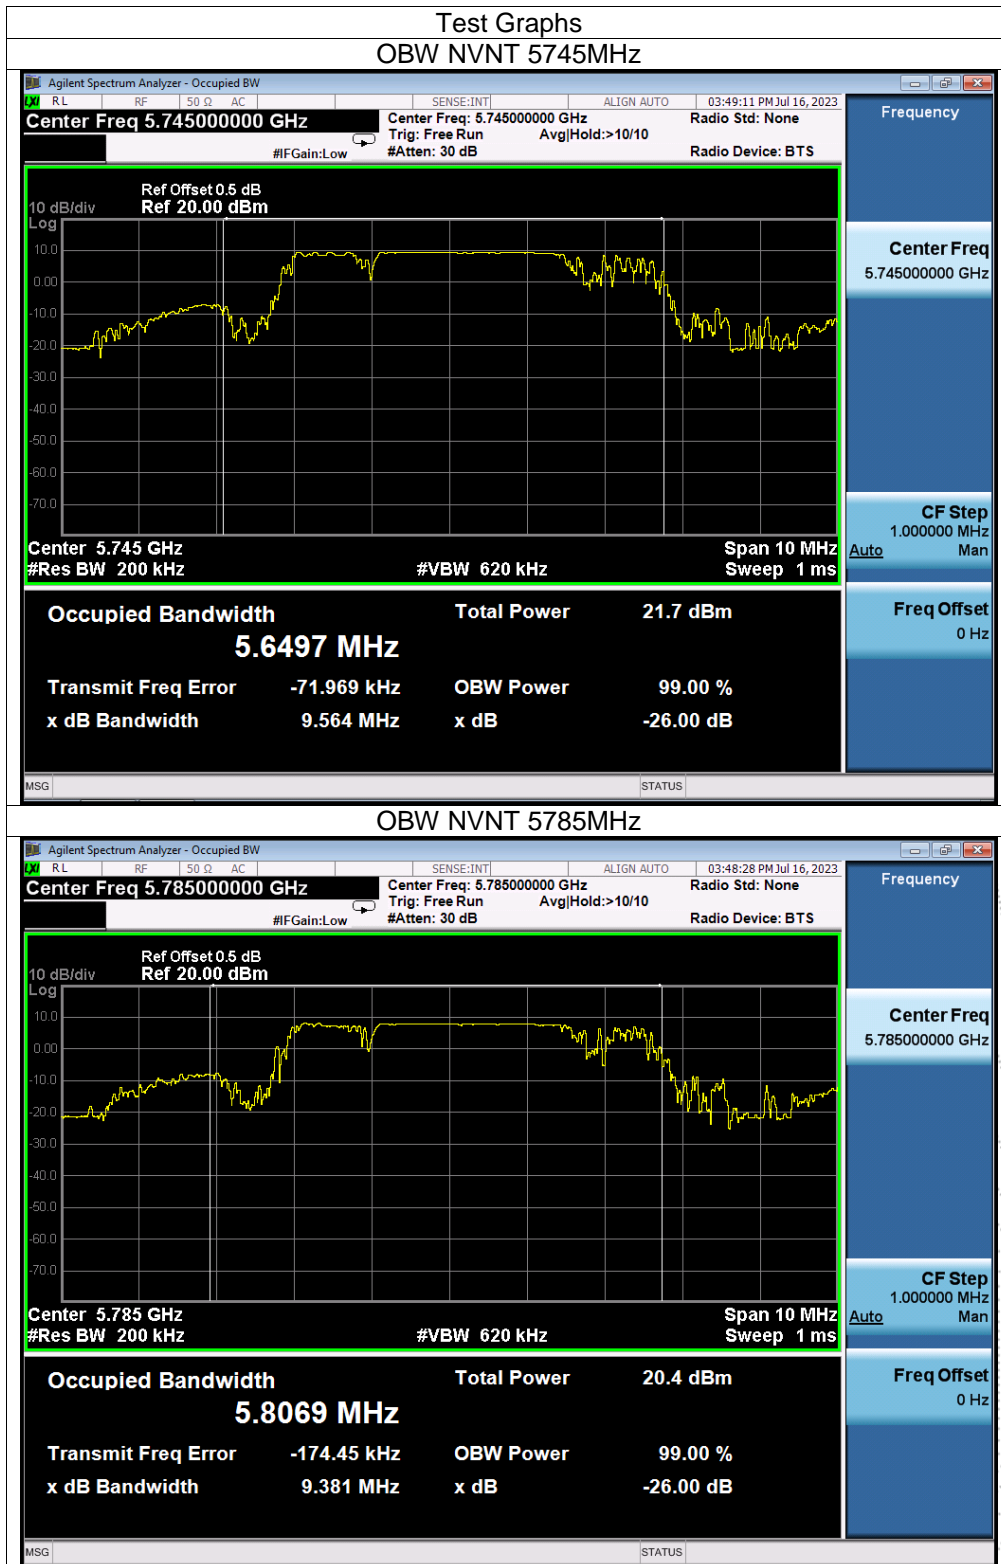 Test Graphs
OBW NVNT 5745MHz
Agilent Spectrum Analyzer - Occupied BW
LXI RL RF 50 Ω AC SENSE:INT ALIGN AUTO 03:49:11 PM Jul 16, 2023
Center Freq 5.745000000 GHz
Center Freq: 5.745000000 GHz Radio Std: None
Trig: Free Run Avg|Hold:>10/10
#IFGain:Low #Atten: 30 dB Radio Device: BTS
Frequency
Ref Offset 0.5 dB
10 dB/div Ref 20.00 dBm
Log
10.0
0.00
-10.0
-20.0
-30.0
-40.0
-50.0
-60.0
-70.0
Center Freq
5.745000000 GHz
CF Step
1.000000 MHz
Auto Man
Freq Offset
0 Hz
Center 5.745 GHz Span 10 MHz
#Res BW 200 kHz #VBW 620 kHz Sweep 1 ms
Occupied Bandwidth Total Power 21.7 dBm
5.6497 MHz
Transmit Freq Error -71.969 kHz OBW Power 99.00 %
x dB Bandwidth 9.564 MHz x dB -26.00 dB
MSG STATUS
OBW NVNT 5785MHz
Agilent Spectrum Analyzer - Occupied BW
LXI RL RF 50 Ω AC SENSE:INT ALIGN AUTO 03:48:28 PM Jul 16, 2023
Center Freq 5.785000000 GHz
Center Freq: 5.785000000 GHz Radio Std: None
Trig: Free Run Avg|Hold:>10/10
#IFGain:Low #Atten: 30 dB Radio Device: BTS
Frequency
Ref Offset 0.5 dB
10 dB/div Ref 20.00 dBm
Log
10.0
0.00
-10.0
-20.0
-30.0
-40.0
-50.0
-60.0
-70.0
Center Freq
5.785000000 GHz
CF Step
1.000000 MHz
Auto Man
Freq Offset
0 Hz
Center 5.785 GHz Span 10 MHz
#Res BW 200 kHz #VBW 620 kHz Sweep 1 ms
Occupied Bandwidth Total Power 20.4 dBm
5.8069 MHz
Transmit Freq Error -174.45 kHz OBW Power 99.00 %
x dB Bandwidth 9.381 MHz x dB -26.00 dB
MSG STATUS